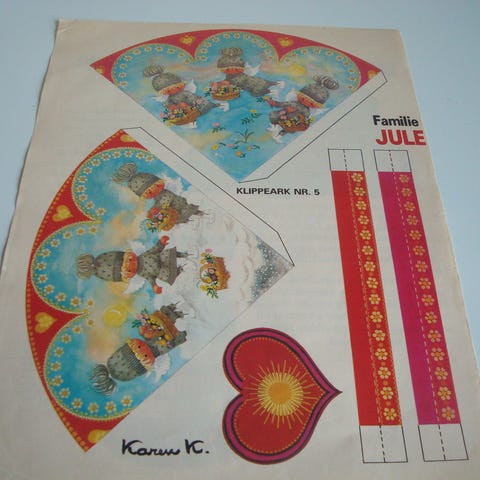 Familie
JULE
KLIPPEARK NR. 5
Karen K.